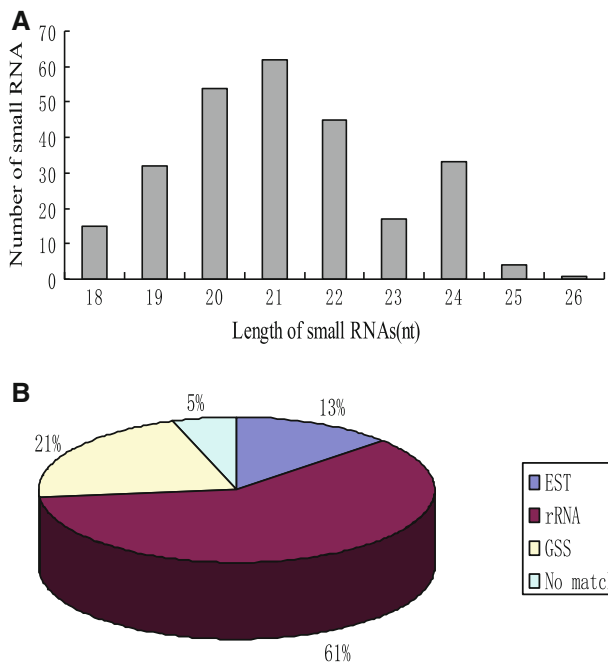 A
Number of small RNA
70
60
50
40
30
20
10
0
18 19 20 21 22 23 24 25 26
Length of small RNAs(nt)
B
5%
13%
21%
61%
EST
rRNA
GSS
No match